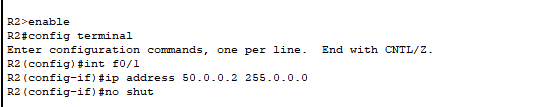 R2>enable
R2#config terminal
Enter configuration commands, one per line.  End with CNTL/Z.
R2(config)#int f0/1
R2(config-if)#ip address 50.0.0.2 255.0.0.0
R2(config-if)#no shut